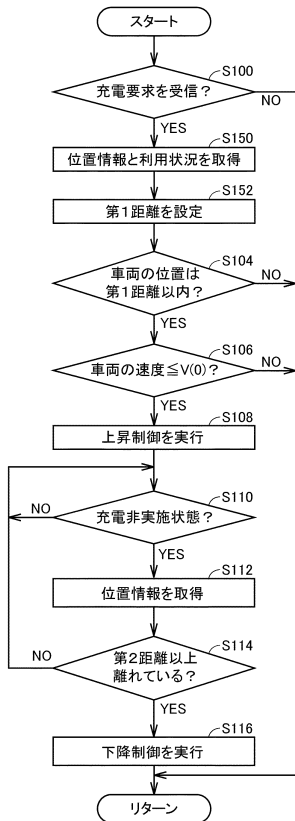 スタート
S100
充電要求を受信?
NO
YES
S150
位置情報と利用状況を取得
S152
第1距離を設定
S104
車両の位置は
第1距離以内?
NO
YES
S106
車両の速度≦V(0)?
NO
YES
S108
上昇制御を実行
S110
NO
充電非実施状態?
YES
S112
位置情報を取得
S114
NO
第2距離以上
離れている?
YES
S116
下降制御を実行
リターン